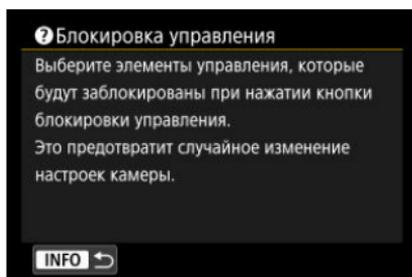 ?Блокировка управления
Выберите элементы управления, которые
будут заблокированы при нажатии кнопки
блокировки управления.
Это предотвратит случайное изменение
настроек камеры.
INFO